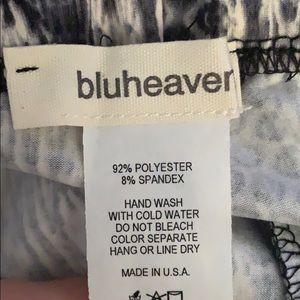 bluheaven
92% POLYESTER
8% SPANDEX
HAND WASH
WITH COLD WATER
DO NOT BLEACH
COLOR SEPARATE
HANG OR LINE DRY
MADE IN U.S.A.